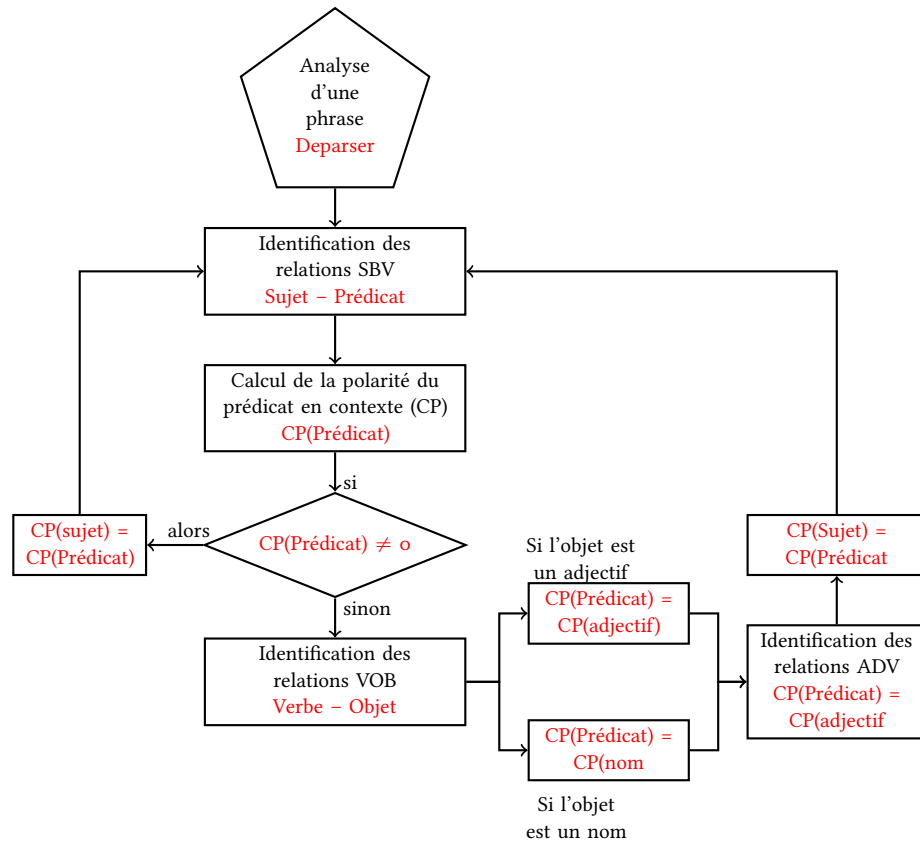 Analyse
d'une
phrase
Deparser
Identification des
relations SBV
Sujet – Prédicat
Calcul de la polarité du
prédicat en contexte (CP)
CP(Prédicat)
si
CP(Prédicat) ≠ 0
alors
CP(sujet) =
CP(Prédicat)
sinon
Identification des
relations VOB
Verbe – Objet
Si l'objet est
un adjectif
CP(Prédicat) =
CP(adjectif)
CP(Prédicat) =
CP(nom
Si l'objet
est un nom
Identification des
relations ADV
CP(Prédicat) =
CP(adjectif
CP(Sujet) =
CP(Prédicat